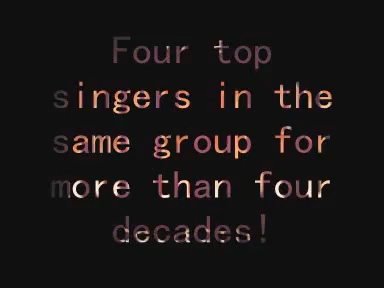 Four top
singers in the
same group for
more than four
decades!